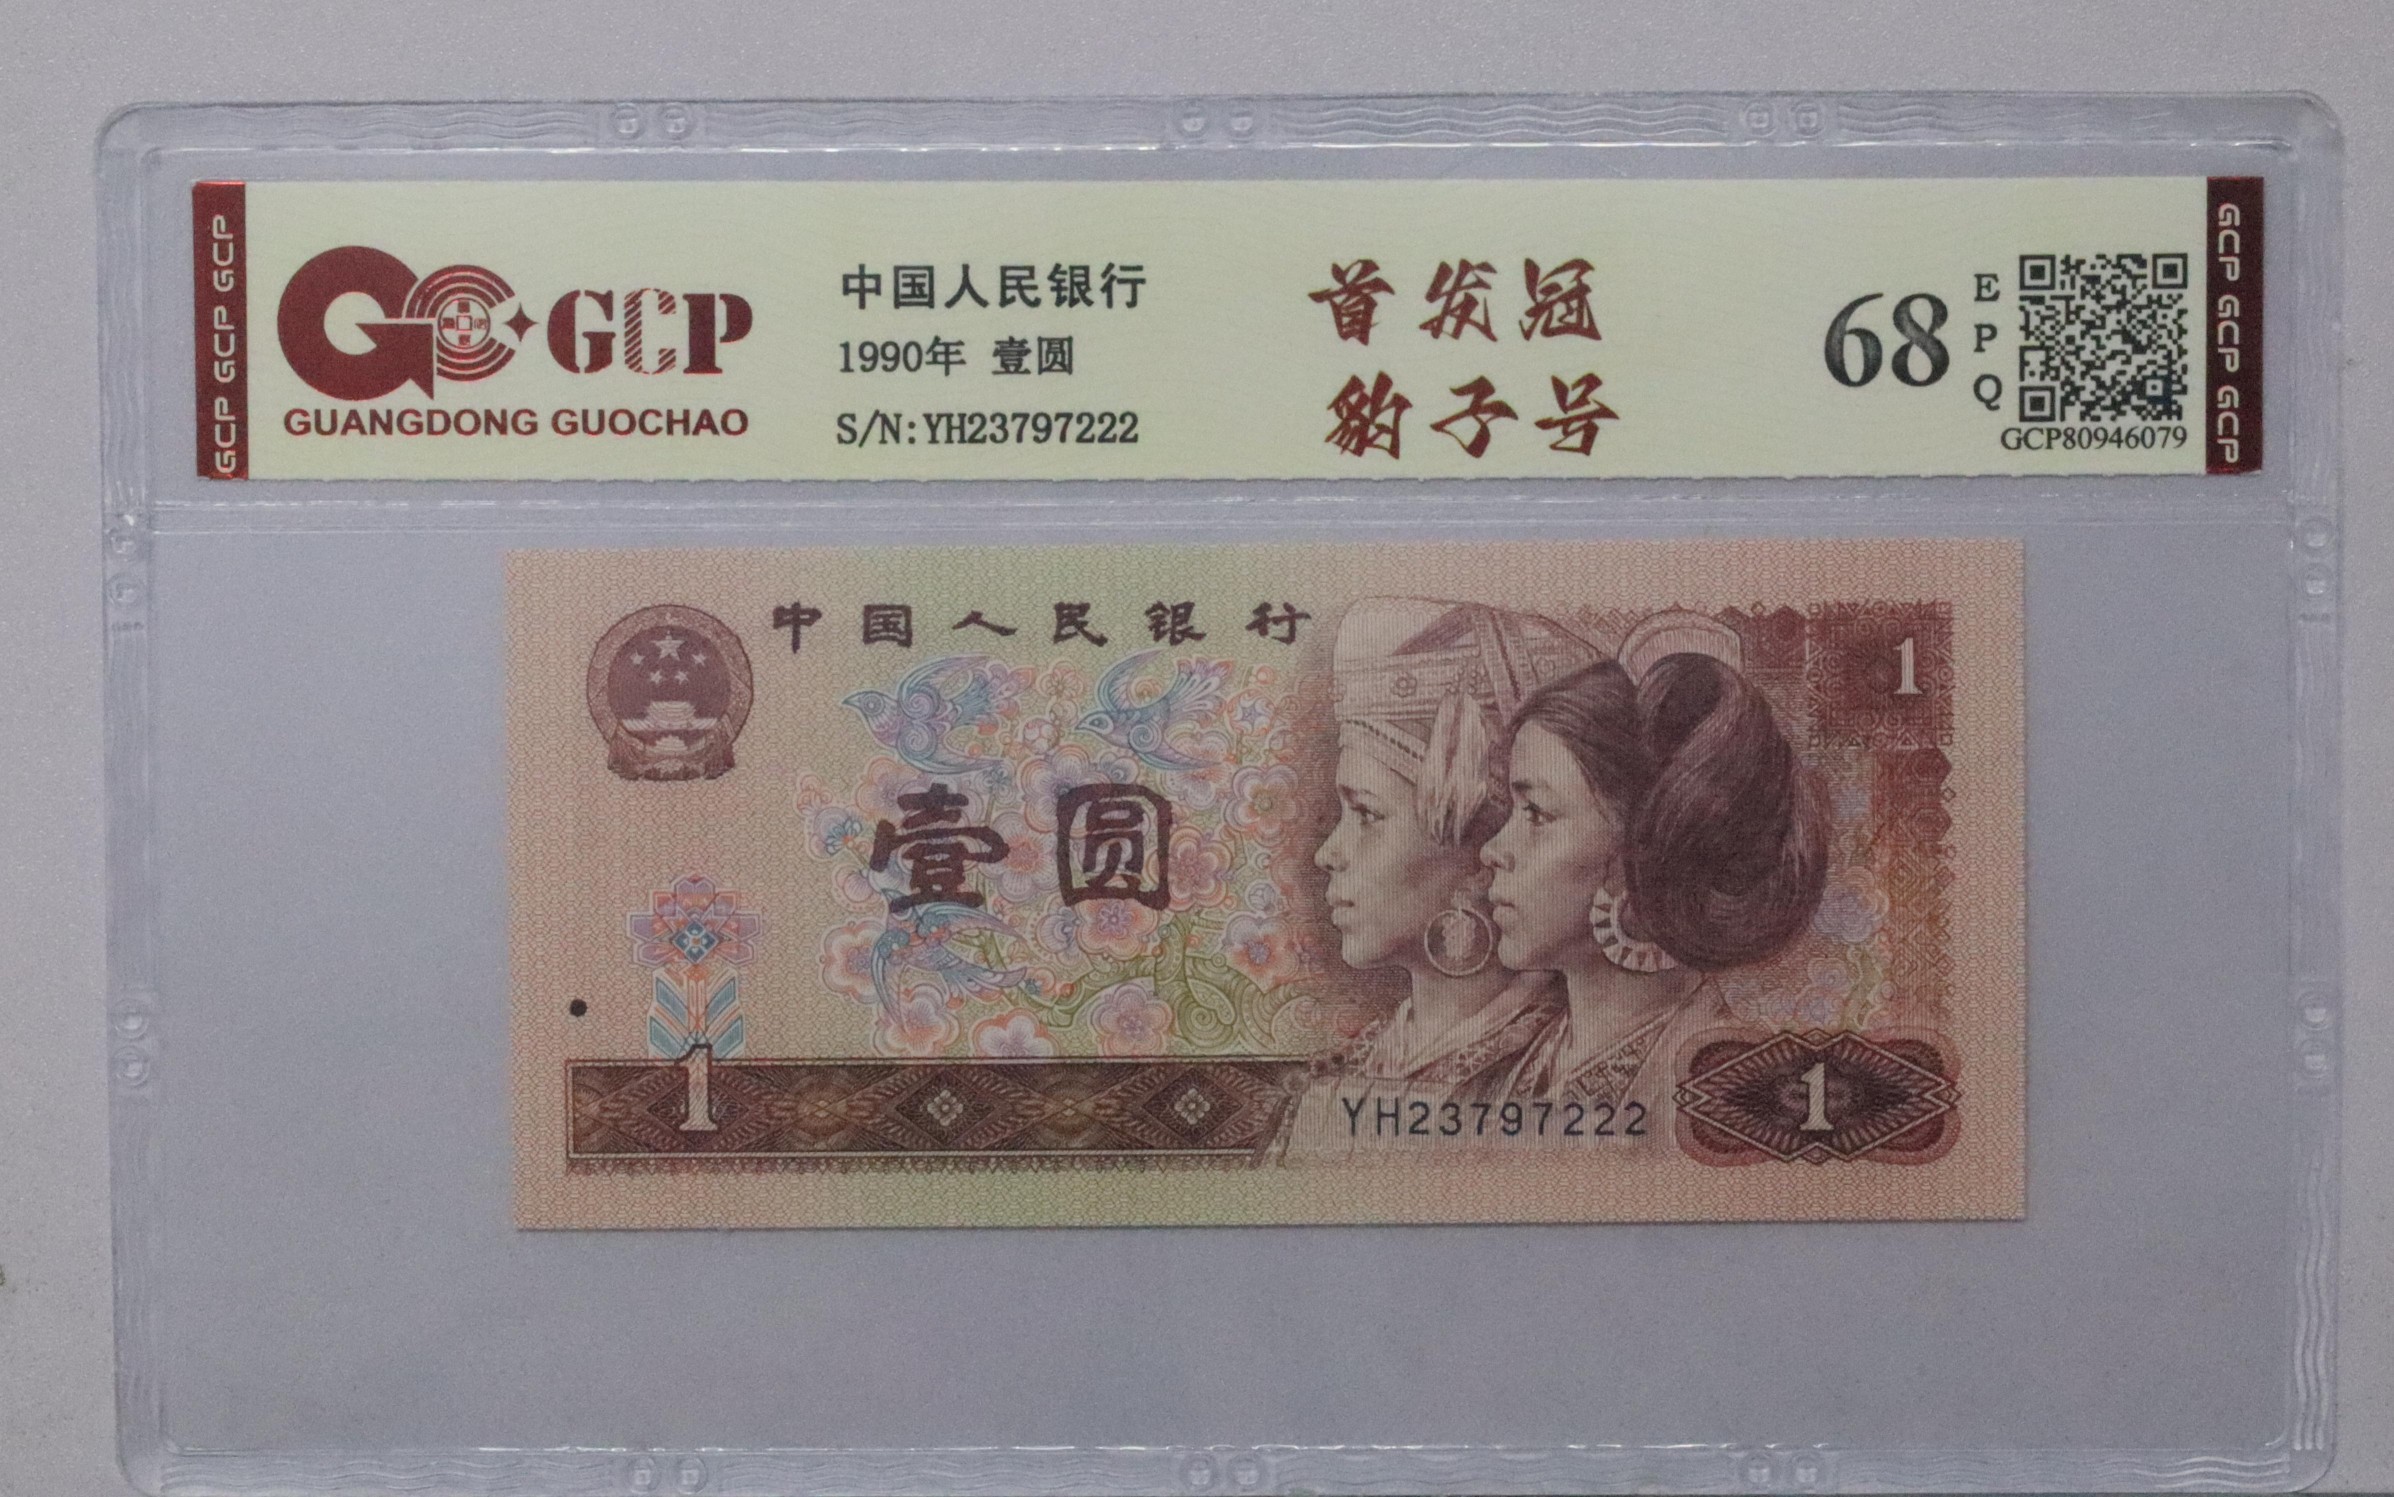 GCP GCP GCP
GCP
GUANGDONG GUOCHAO
中国人民银行
1990年 壹圆
S/N:YH23797222
首发冠
豹子号
68
EPQ
GCP80946079
GCP GCP GCP
中国人民银行
1
壹圆
1
YH23797222
1